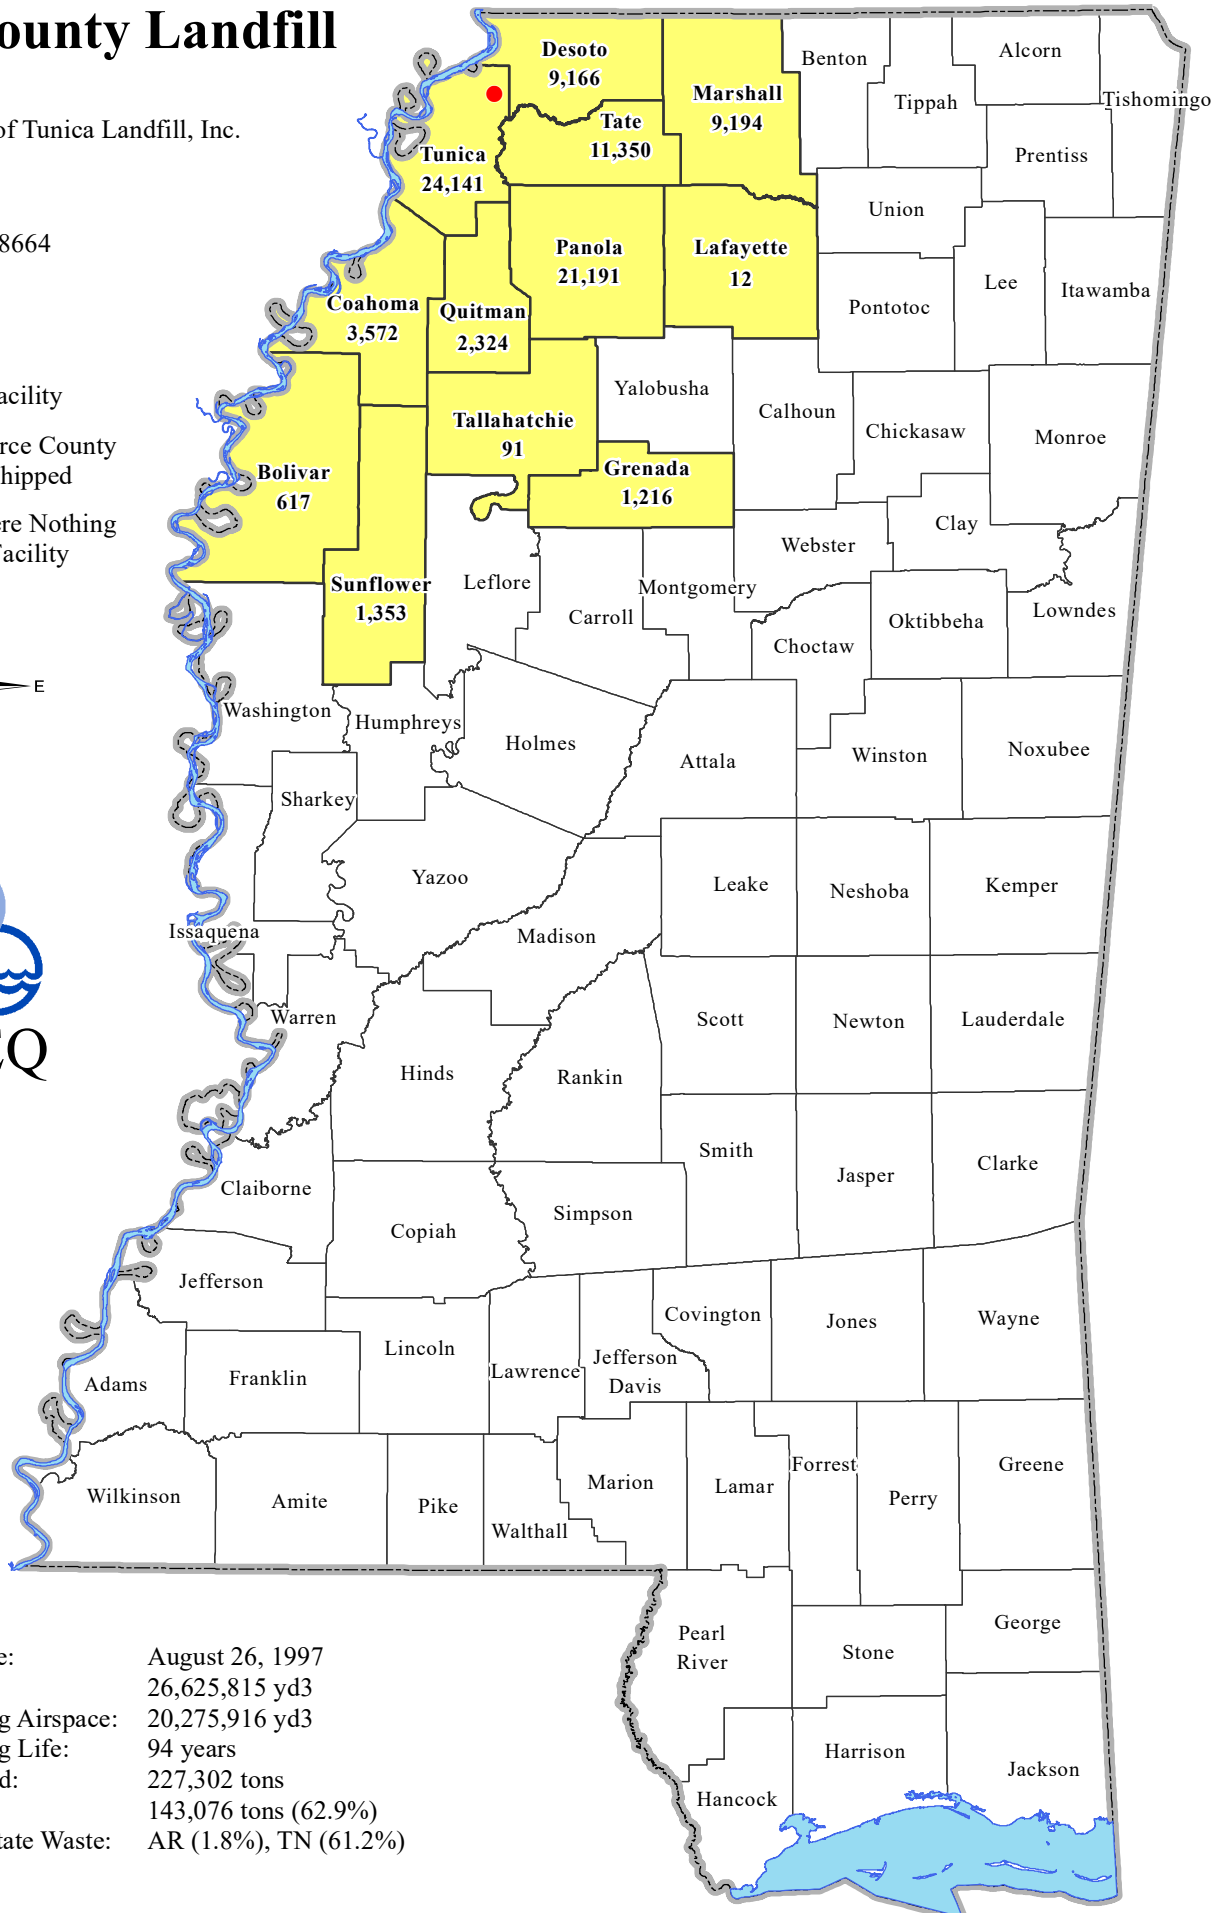 ounty Landfill
of Tunica Landfill, Inc.
8664
acility
rce County
hipped
ere Nothing
Facility
E
CQ
Desoto
9,166
Marshall
9,194
Benton
Tippah
Alcorn
Tishomingo
Prentiss
Tate
11,350
Tunica
24,141
Union
Panola
21,191
Lafayette
12
Lee
Itawamba
Pontotoc
Coahoma
3,572
Quitman
2,324
Yalobusha
Calhoun
Chickasaw
Monroe
Tallahatchie
91
Grenada
1,216
Bolivar
617
Clay
Webster
Sunflower
1,353
Leflore
Montgomery
Carroll
Lowndes
Oktibbeha
Choctaw
Washington
Humphreys
Holmes
Attala
Winston
Noxubee
Sharkey
Yazoo
Leake
Neshoba
Kemper
Issaquena
Madison
Warren
Scott
Newton
Lauderdale
Hinds
Rankin
Smith
Jasper
Clarke
Claiborne
Copiah
Simpson
Jefferson
Covington
Jones
Wayne
Lincoln
Lawrence
Jefferson
Davis
Adams
Franklin
Wilkinson
Amite
Pike
Walthall
Marion
Lamar
Forrest
Perry
Greene
Pearl
River
Stone
George
Harrison
Jackson
Hancock
e: August 26, 1997
26,625,815 yd3
g Airspace: 20,275,916 yd3
g Life: 94 years
d: 227,302 tons
143,076 tons (62.9%)
tate Waste: AR (1.8%), TN (61.2%)